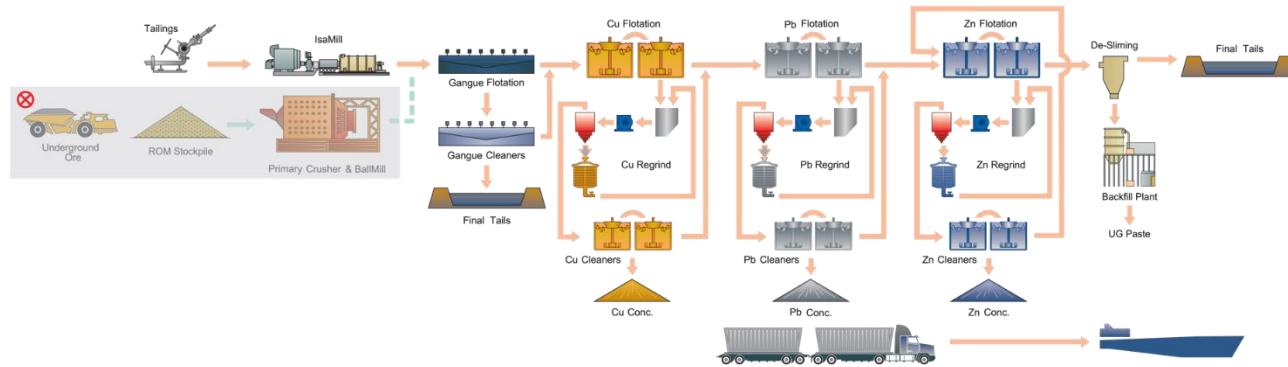 Tailings
IsaMill
Gangue Flotation
Cu Flotation
Pb Flotation
Zn Flotation
De-Sliming
Final Tails
Underground
Ore
ROM Stockpile
Primary Crusher & BallMill
Gangue Cleaners
Final Tails
Cu Regrind
Pb Regrind
Zn Regrind
Backfill Plant
UG Paste
Cu Cleaners
Pb Cleaners
Zn Cleaners
Cu Conc.
Pb Conc.
Zn Conc.